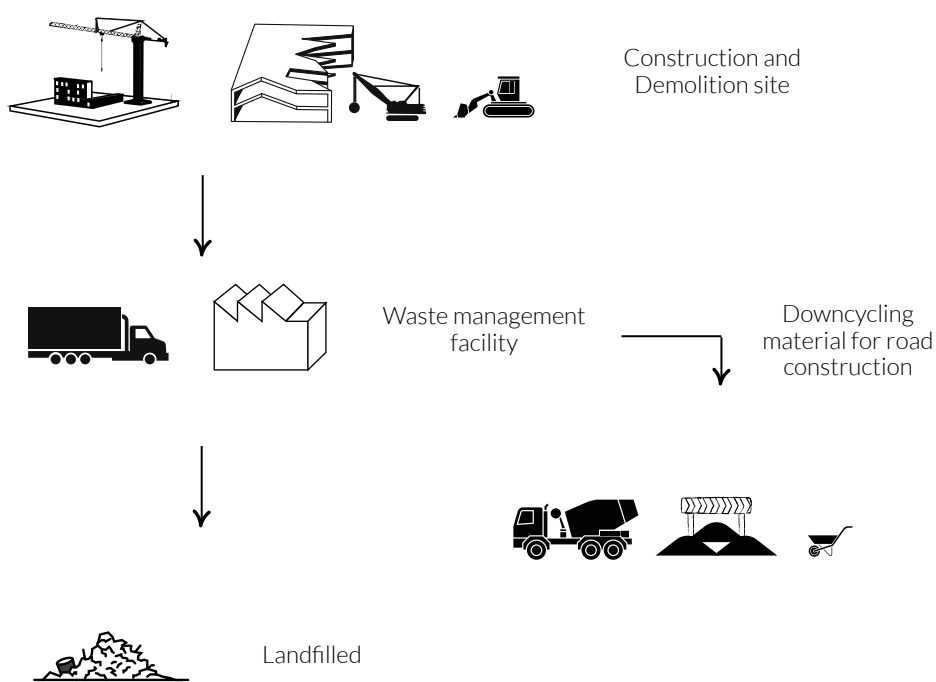 Construction and
Demolition site
Waste management
facility
Downcycling
material for road
construction
Landfilled